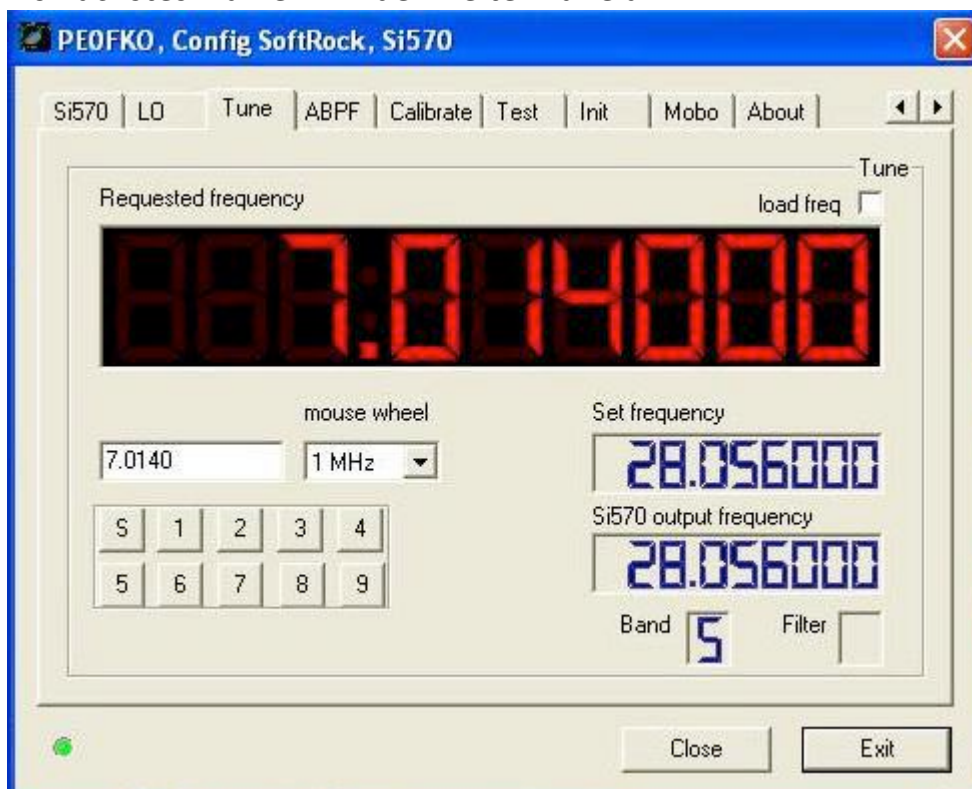 PE0FKO, Config SoftRock, Si570
Si570 LO Tune ABPF Calibrate Test Init Mobo About
Tune
Requested frequency
load freq
7.014000
mouse wheel
Set frequency
7.0140
1 MHz
28.056000
S 1 2 3 4
Si570 output frequency
5 6 7 8 9
28.056000
Band 5 Filter
Close Exit